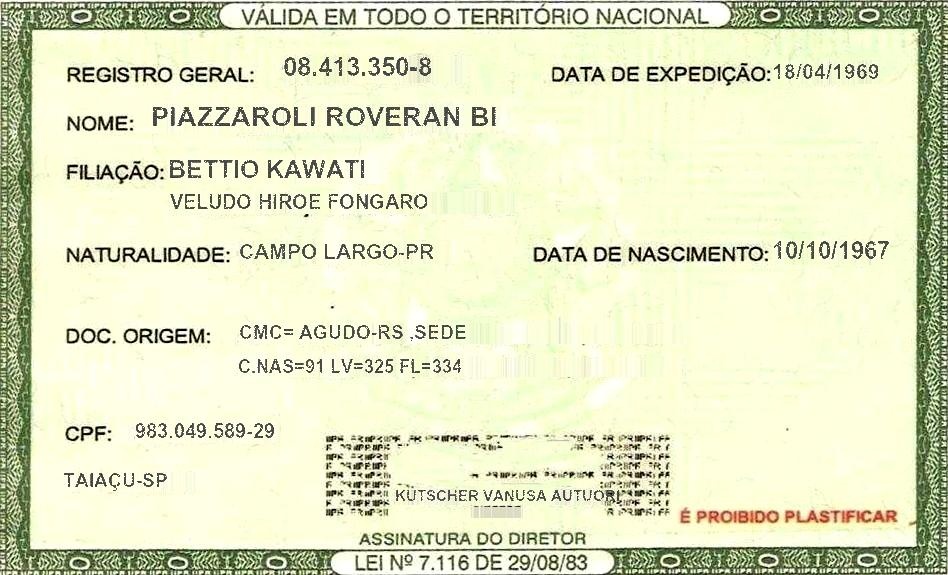 VÁLIDA EM TODO O TERRITÓRIO NACIONAL
REGISTRO GERAL: 08.413.350-8 DATA DE EXPEDIÇÃO:18/04/1969
NOME: PIAZZAROLI ROVERAN BI
FILIAÇÃO: BETTIO KAWATI
VELUDO HIROE FONGARO
NATURALIDADE: CAMPO LARGO-PR DATA DE NASCIMENTO: 10/10/1967
DOC. ORIGEM: CMC= AGUDO-RS ,SEDE
C.NAS=91 LV=325 FL=334
CPF: 983.049.589-29
TAIAÇU-SP
KUTSCHER VANUSA AUTUORI
É PROIBIDO PLASTIFICAR
ASSINATURA DO DIRETOR
LEI Nº 7.116 DE 29/08/83